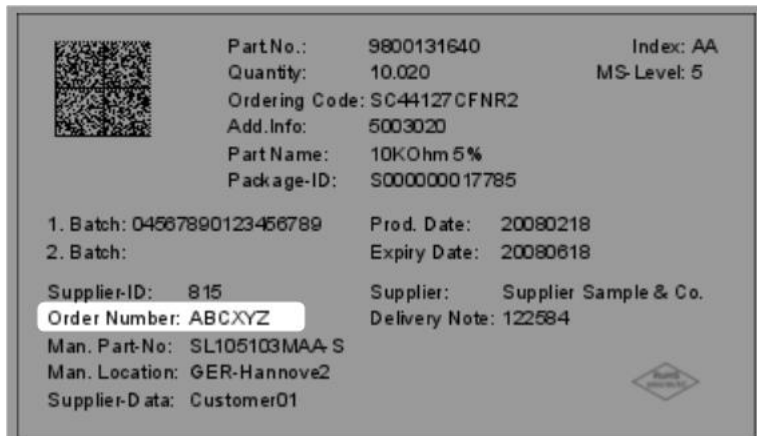 Part.No.: 9800131640 Index: AA
Quantity: 10.020 MS-Level: 5
Ordering Code: SC44127CFNR2
Add.Info: 5003020
Part Name: 10KOhm 5%
Package-ID: S000000017785
1. Batch: 04567890123456789 Prod. Date: 20080218
2. Batch: Expiry Date: 20080618
Supplier-ID: 815 Supplier: Supplier Sample & Co.
Order Number: ABCXYZ Delivery Note: 122584
Man. Part-No: SL105103MAA-S
Man. Location: GER-Hannove2
Supplier-Data: Customer01
RoHS